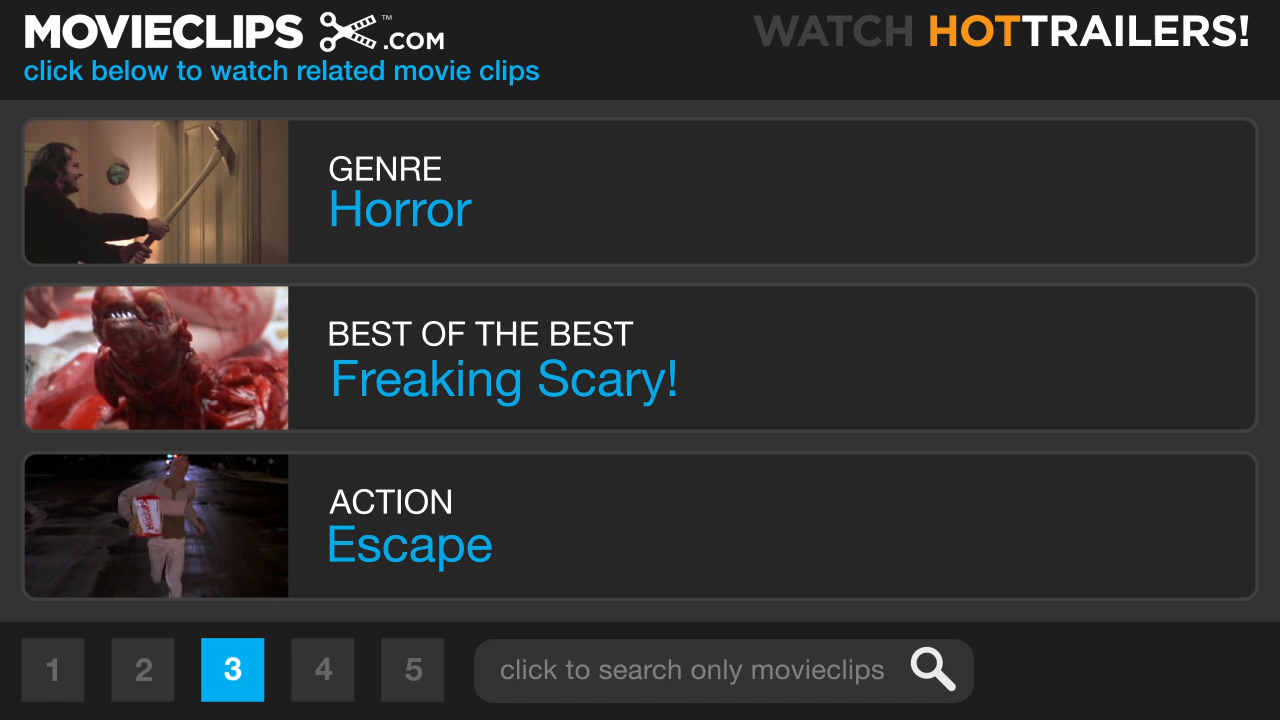 MOVIECLIPS ™ .COM
WATCH HOTTRAILERS!
click below to watch related movie clips
GENRE
Horror
BEST OF THE BEST
Freaking Scary!
ACTION
Escape
1 2 3 4 5 click to search only movieclips